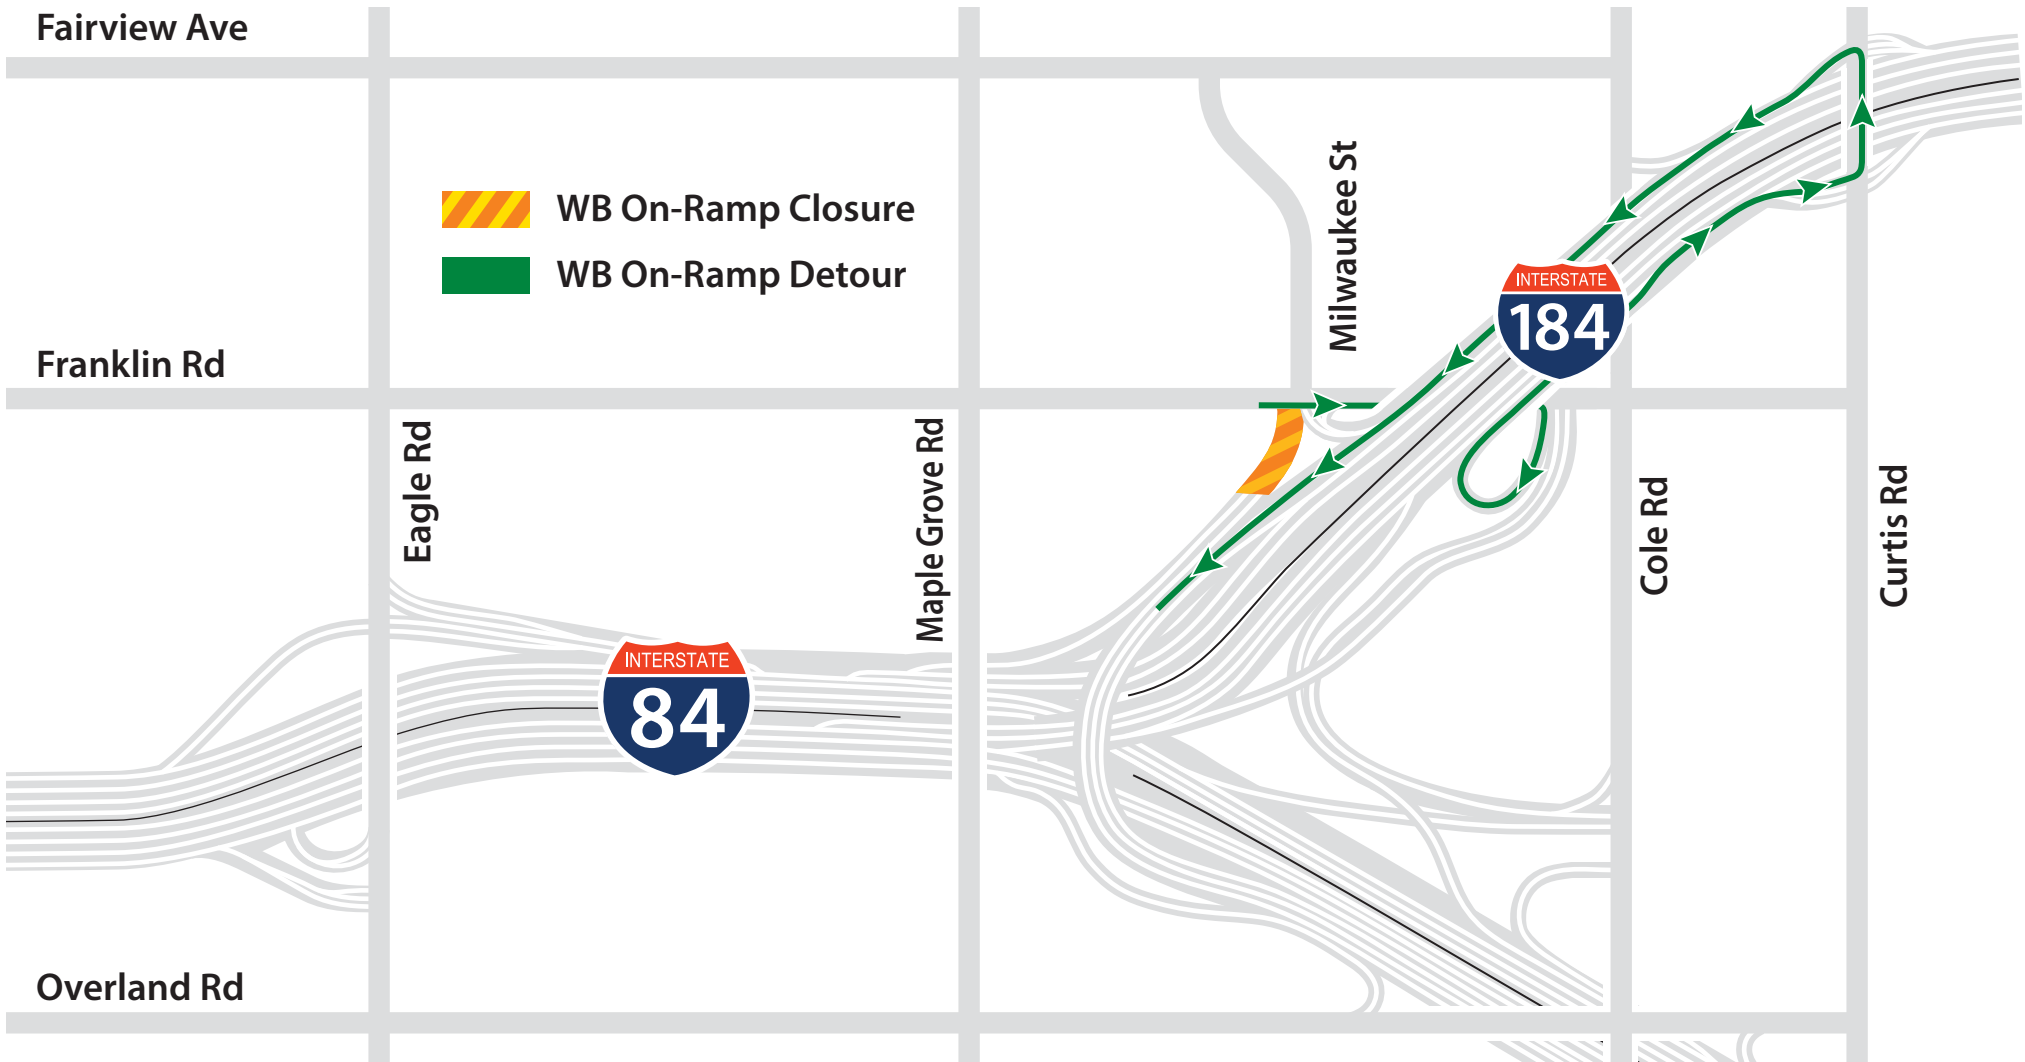 Fairview Ave
WB On-Ramp Closure
WB On-Ramp Detour
Milwaukee St
INTERSTATE
184
Franklin Rd
Eagle Rd
Maple Grove Rd
Cole Rd
Curtis Rd
INTERSTATE
84
Overland Rd